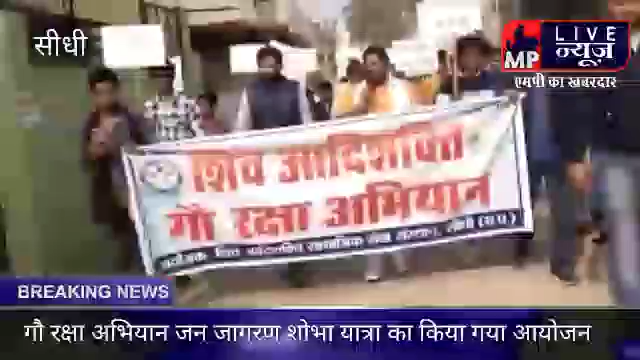 सीधी
LIVE
MP न्यूज़
एमपी का खबरदार
शिव आदिशक्ति
गौ रक्षा अभियान
शिव सीधी (म.प्र.)
BREAKING NEWS
गौ रक्षा अभियान जन जागरण शोभा यात्रा का किया गया आयोजन